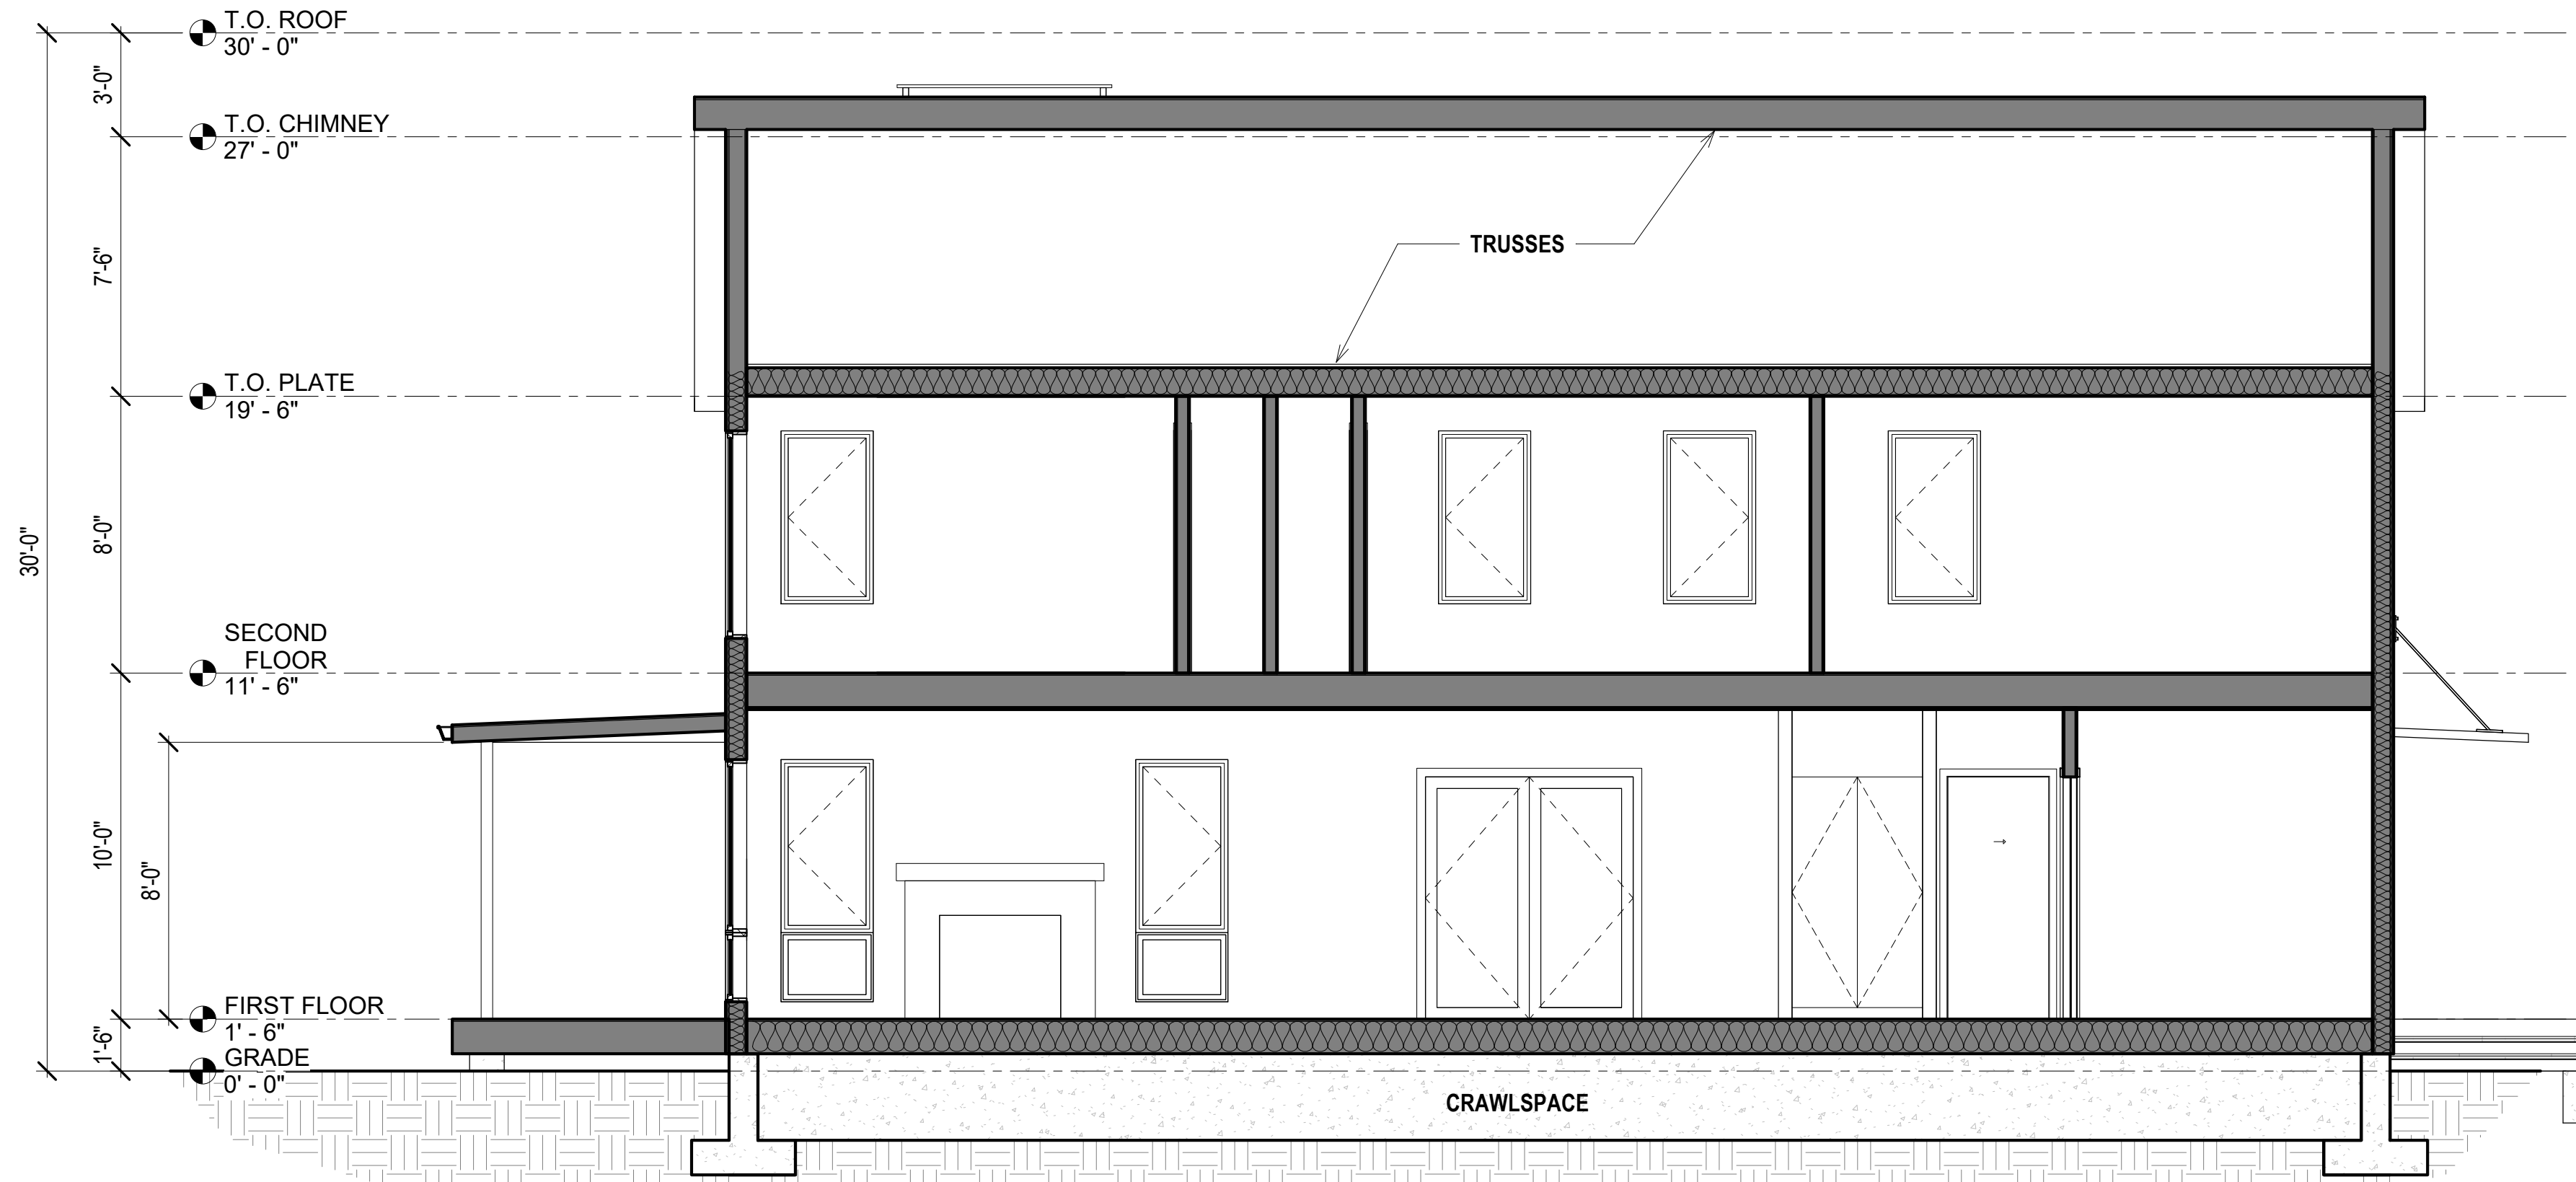 T.O. ROOF
30' - 0"
3'-0"
T.O. CHIMNEY
27' - 0"
TRUSSES
7'-6"
T.O. PLATE
19' - 6"
30'-0"
8'-0"
SECOND
FLOOR
11' - 6"
10'-0"
8'-0"
FIRST FLOOR
1' - 6"
1'-6"
GRADE
0' - 0"
CRAWLSPACE